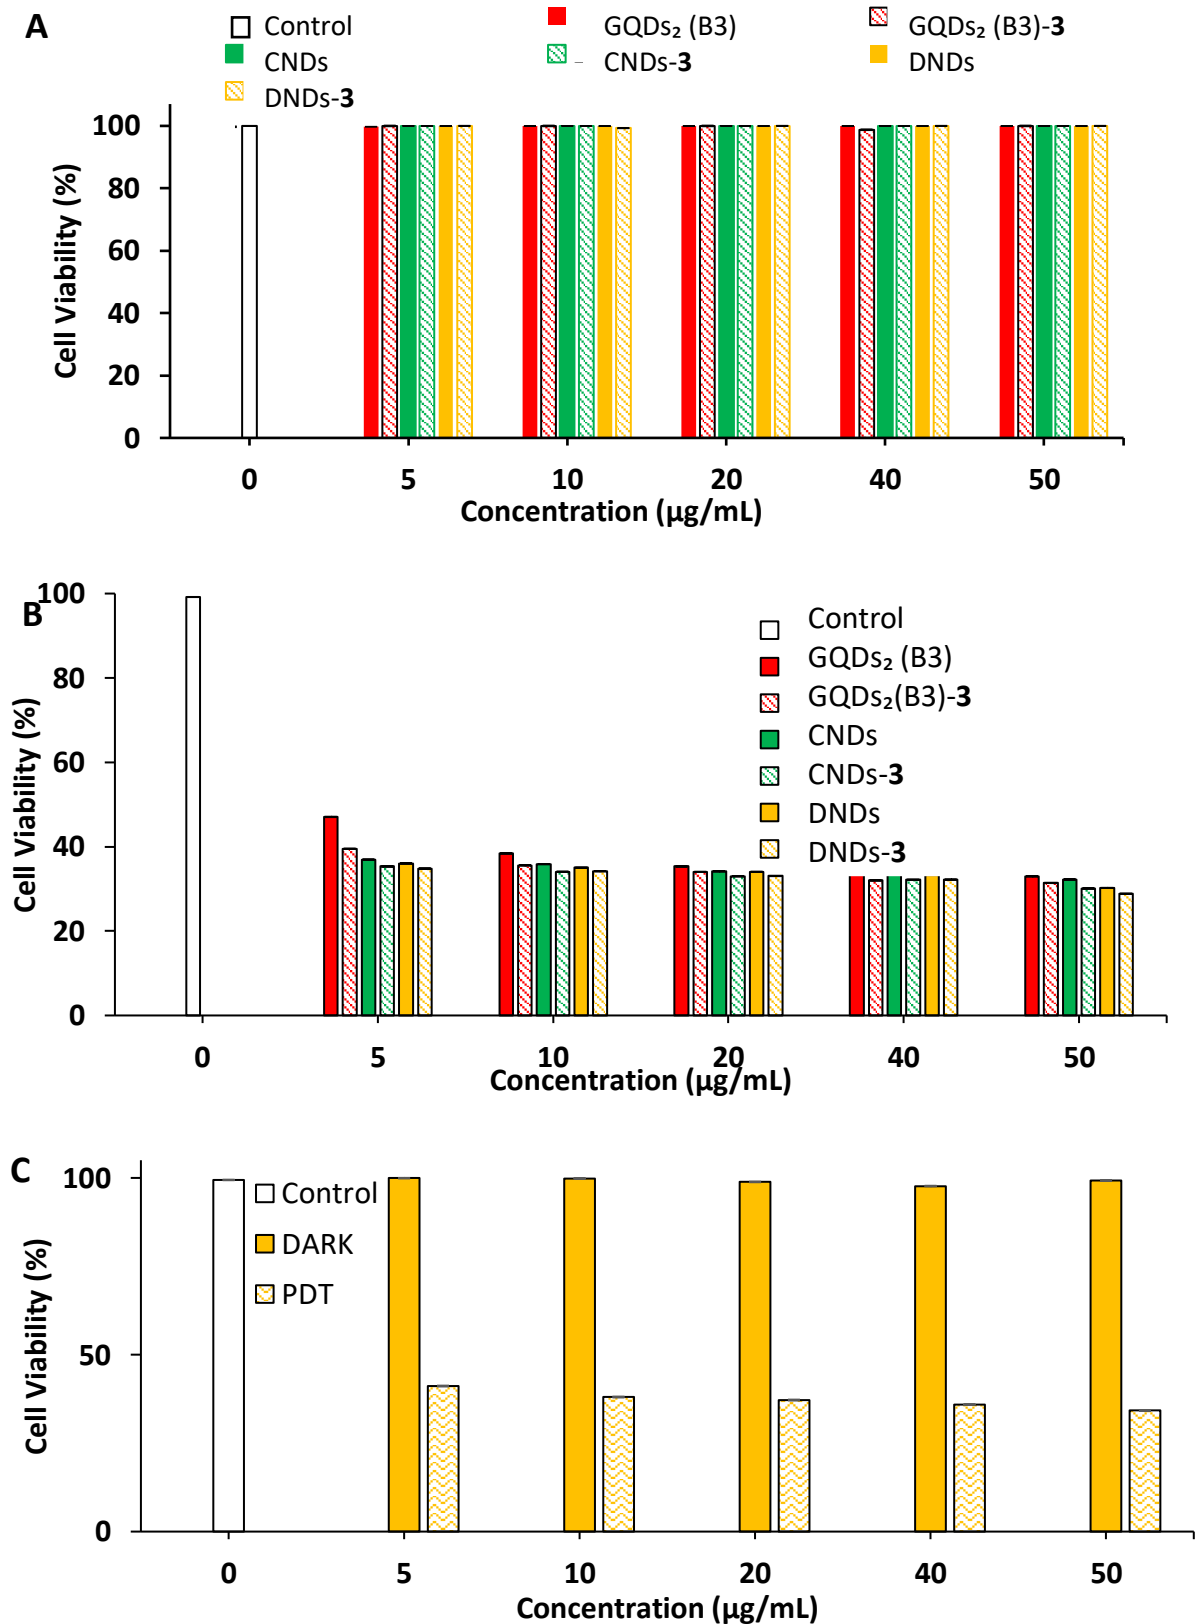 A
Control
GQDs₂ (B3)
GQDs₂ (B3)-3
CNDs
CNDs-3
DNDs
DNDs-3
100
80
60
40
20
0
Cell Viability (%)
0 5 10 20 40 50
Concentration (µg/mL)
B
100
80
60
40
20
0
Cell Viability (%)
Control
GQDs₂ (B3)
GQDs₂(B3)-3
CNDs
CNDs-3
DNDs
DNDs-3
0 5 10 20 40 50
Concentration (µg/mL)
C
100
50
0
Cell Viability (%)
Control
DARK
PDT
0 5 10 20 40 50
Concentration (µg/mL)